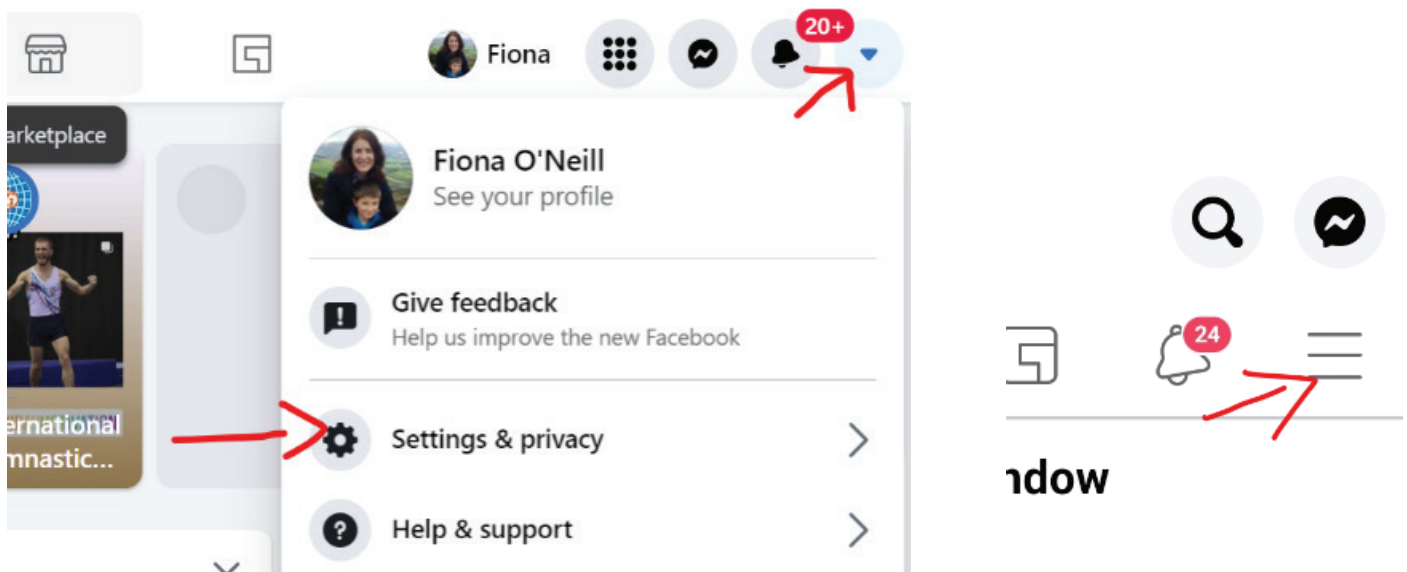 20+
Fiona
arketplace
Fiona O'Neill
See your profile
Give feedback
Help us improve the new Facebook
ernational
mnastic...
Settings & privacy
Help & support
24
ndow